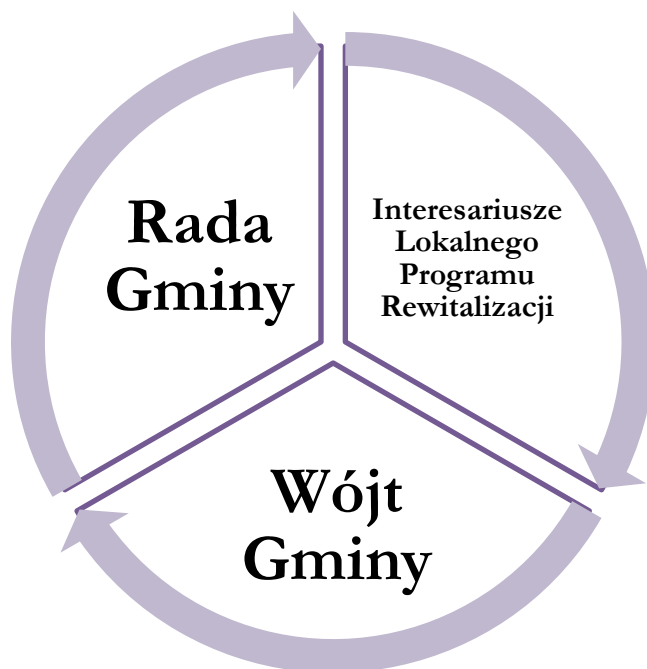 Rada
Gminy
Interesariusze
Lokalnego
Programu
Rewitalizacji
Wójt
Gminy